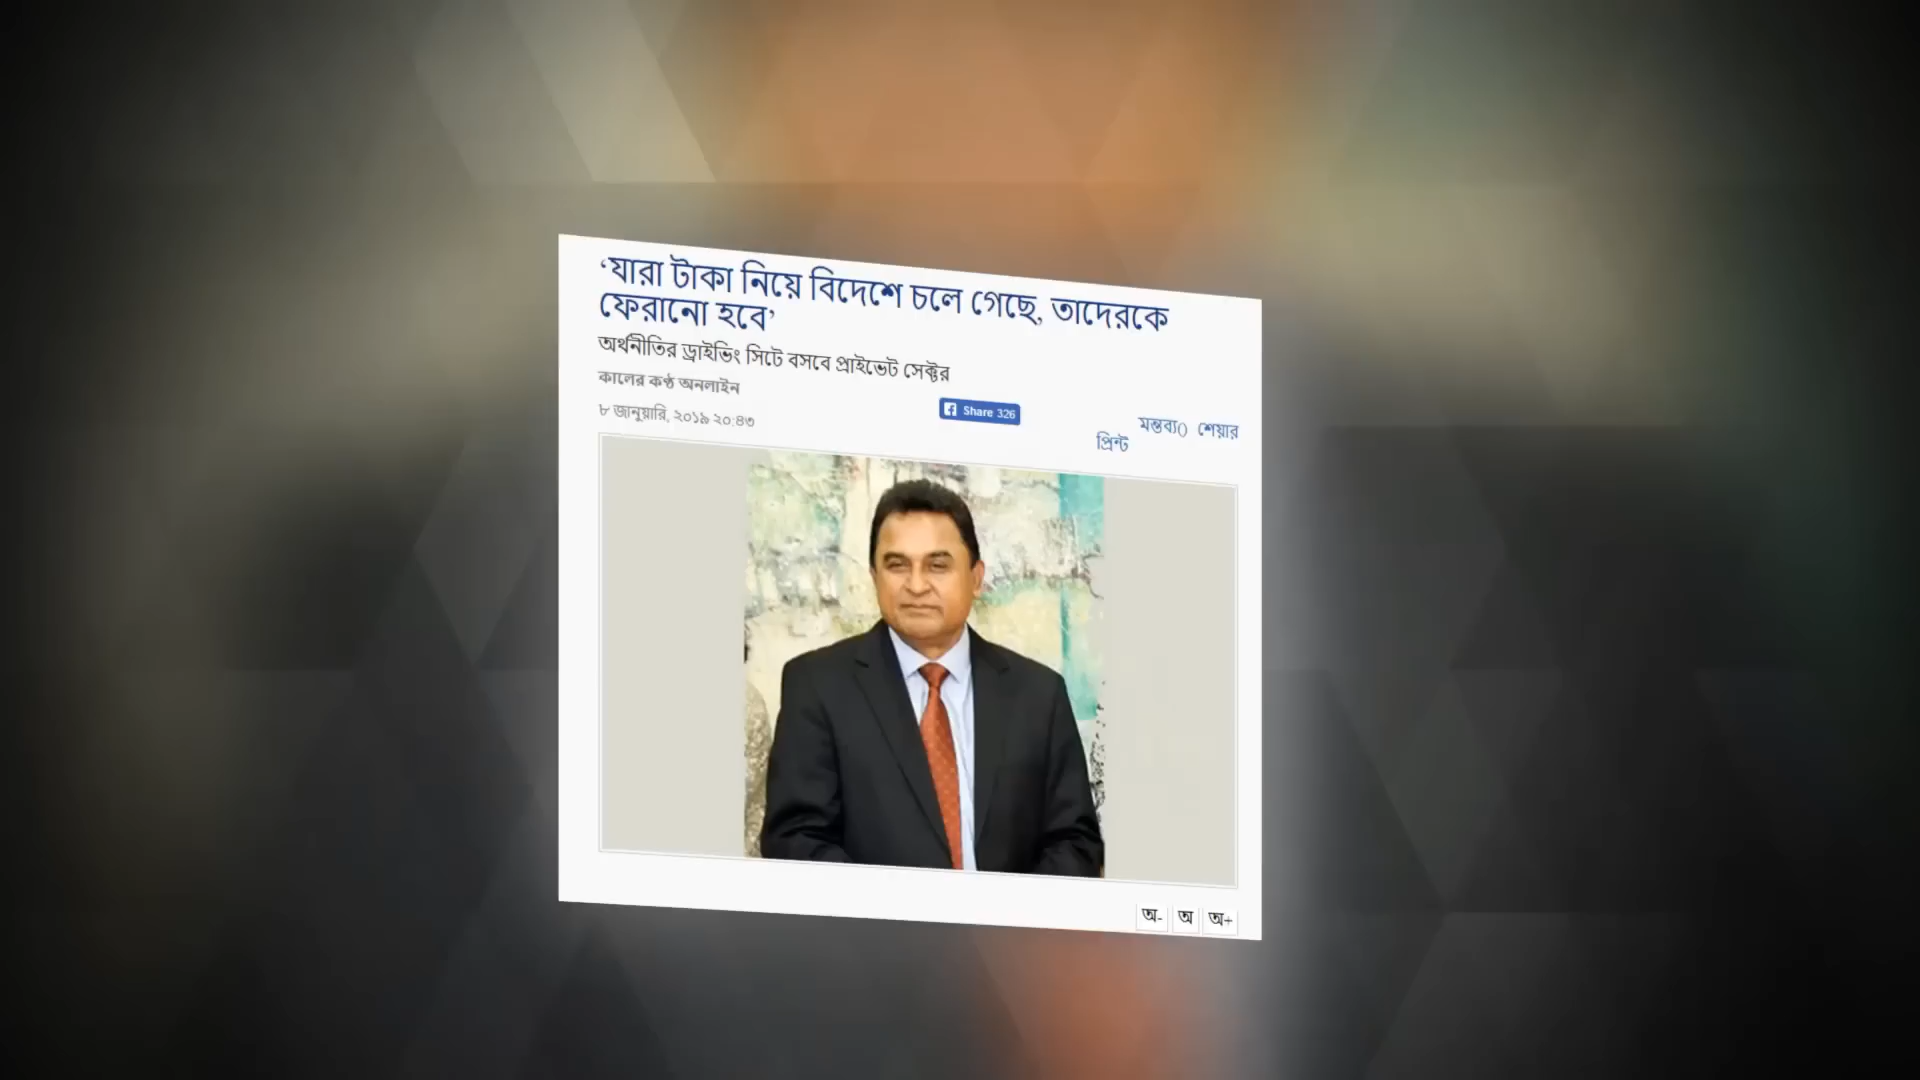 ‘যারা টাকা নিয়ে বিদেশে চলে গেছে, তাদেরকে
ফেরানো হবে’
অর্থনীতির ড্রাইভিং সিটে বসবে প্রাইভেট সেক্টর
কালের কণ্ঠ অনলাইন
৮ জানুয়ারি, ২০১৯ ২০:৪৩
Share 326
মন্তব্য() শেয়ার
প্রিন্ট
অ- অ অ+